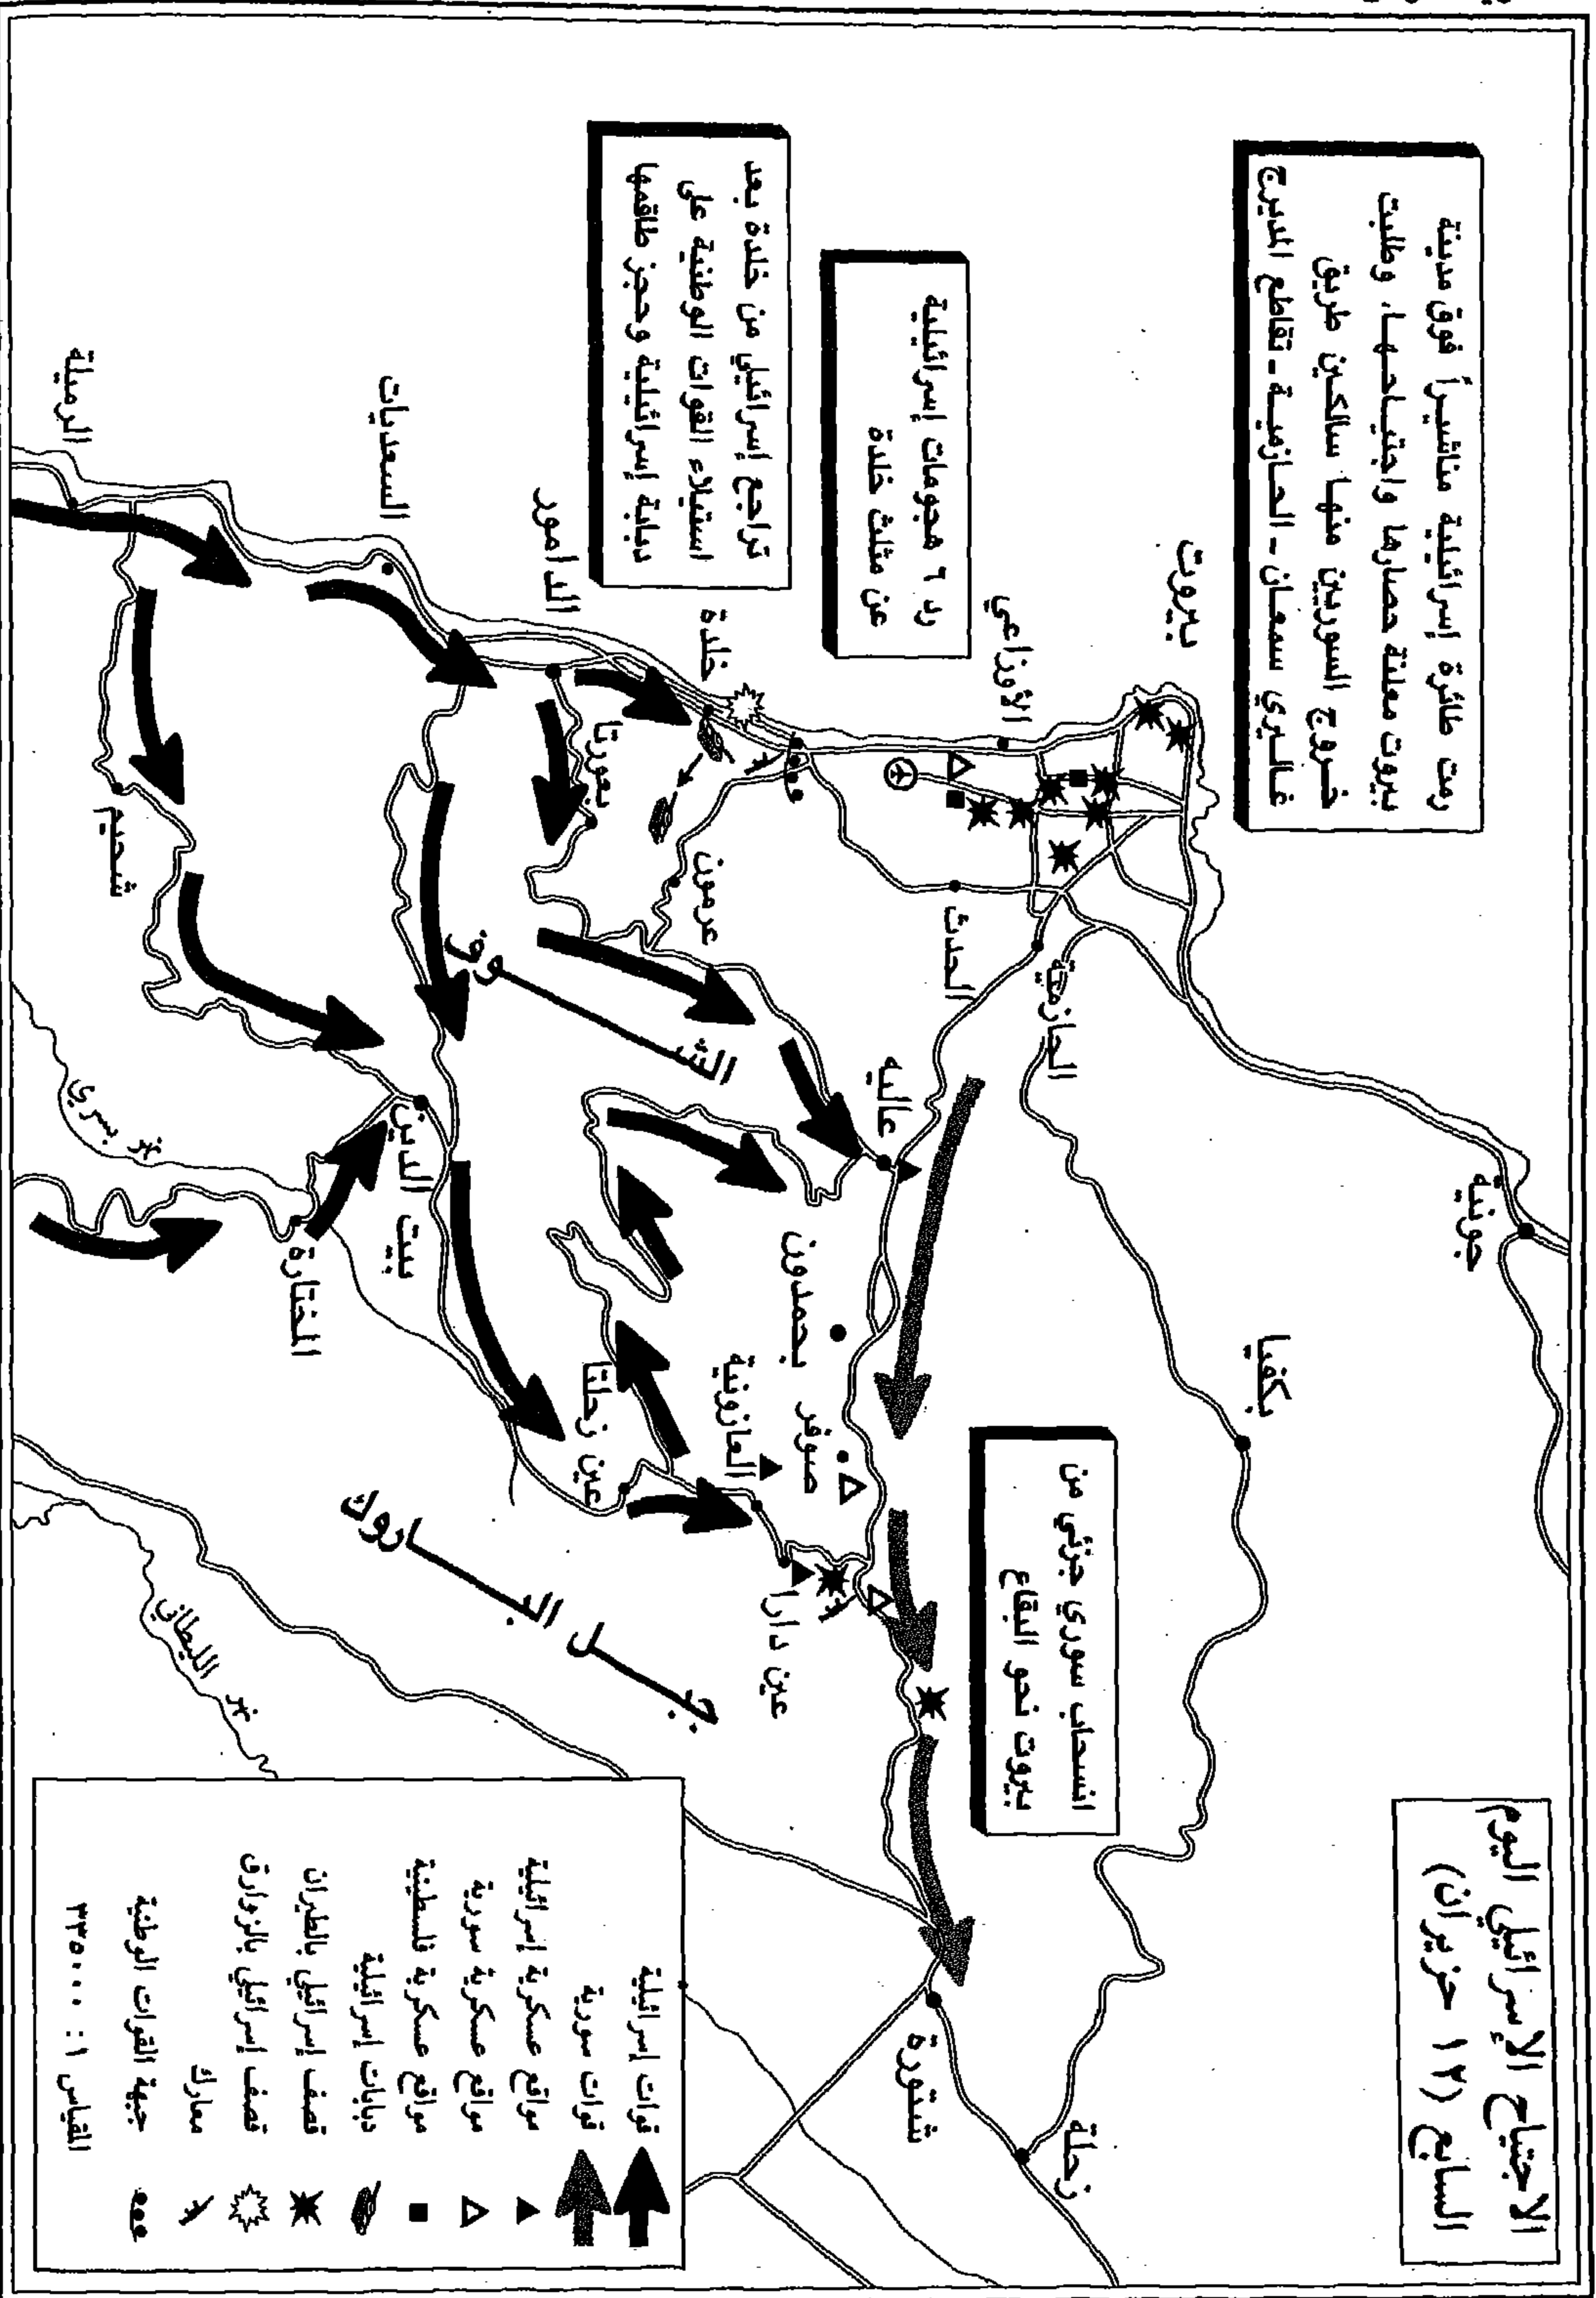 الاجتياح الإسرائيلي اليوم
السابع (١٢ حزيران)
رمت طائرة إسرائيلية مناشيراً فوق مدينة
بيروت معلنة حصارها واجتياحها، وطلبت
خروج السوريين منها سالكين طريق
غاليري سمعان - الحازمية - تقاطع المديرج
رد ٦ هجومات إسرائيلية
عن مثلث خلدة
تراجع إسرائيلي من خلدة بعد
استيلاء القوات الوطنية على
دبابة إسرائيلية وحجز طاقمها
انسحاب سوري جزئي من
بيروت نحو البقاع
جونية
بكفيا
زحلة
شتورة
بيروت
الأوزاعي
الحازمية
الحدث
عاليه
بحمدون
صوفر
خلدة
عرمون
بعورتا
الدامور
السعديات
الرميلة
شحيم
الشوف
العازونية
عين دارا
عين زحلتا
بيت الدين
المختارة
جبل الباروك
نهر بسري
نهر الليطاني
قوات إسرائيلية
قوات سورية
مواقع عسكرية إسرائيلية
مواقع عسكرية سورية
مواقع عسكرية فلسطينية
دبابات إسرائيلية
قصف إسرائيلي بالطيران
قصف إسرائيلي بالزوارق
معارك
جبهة القوات الوطنية
المقياس ١ : ٣٣٥٠٠٠